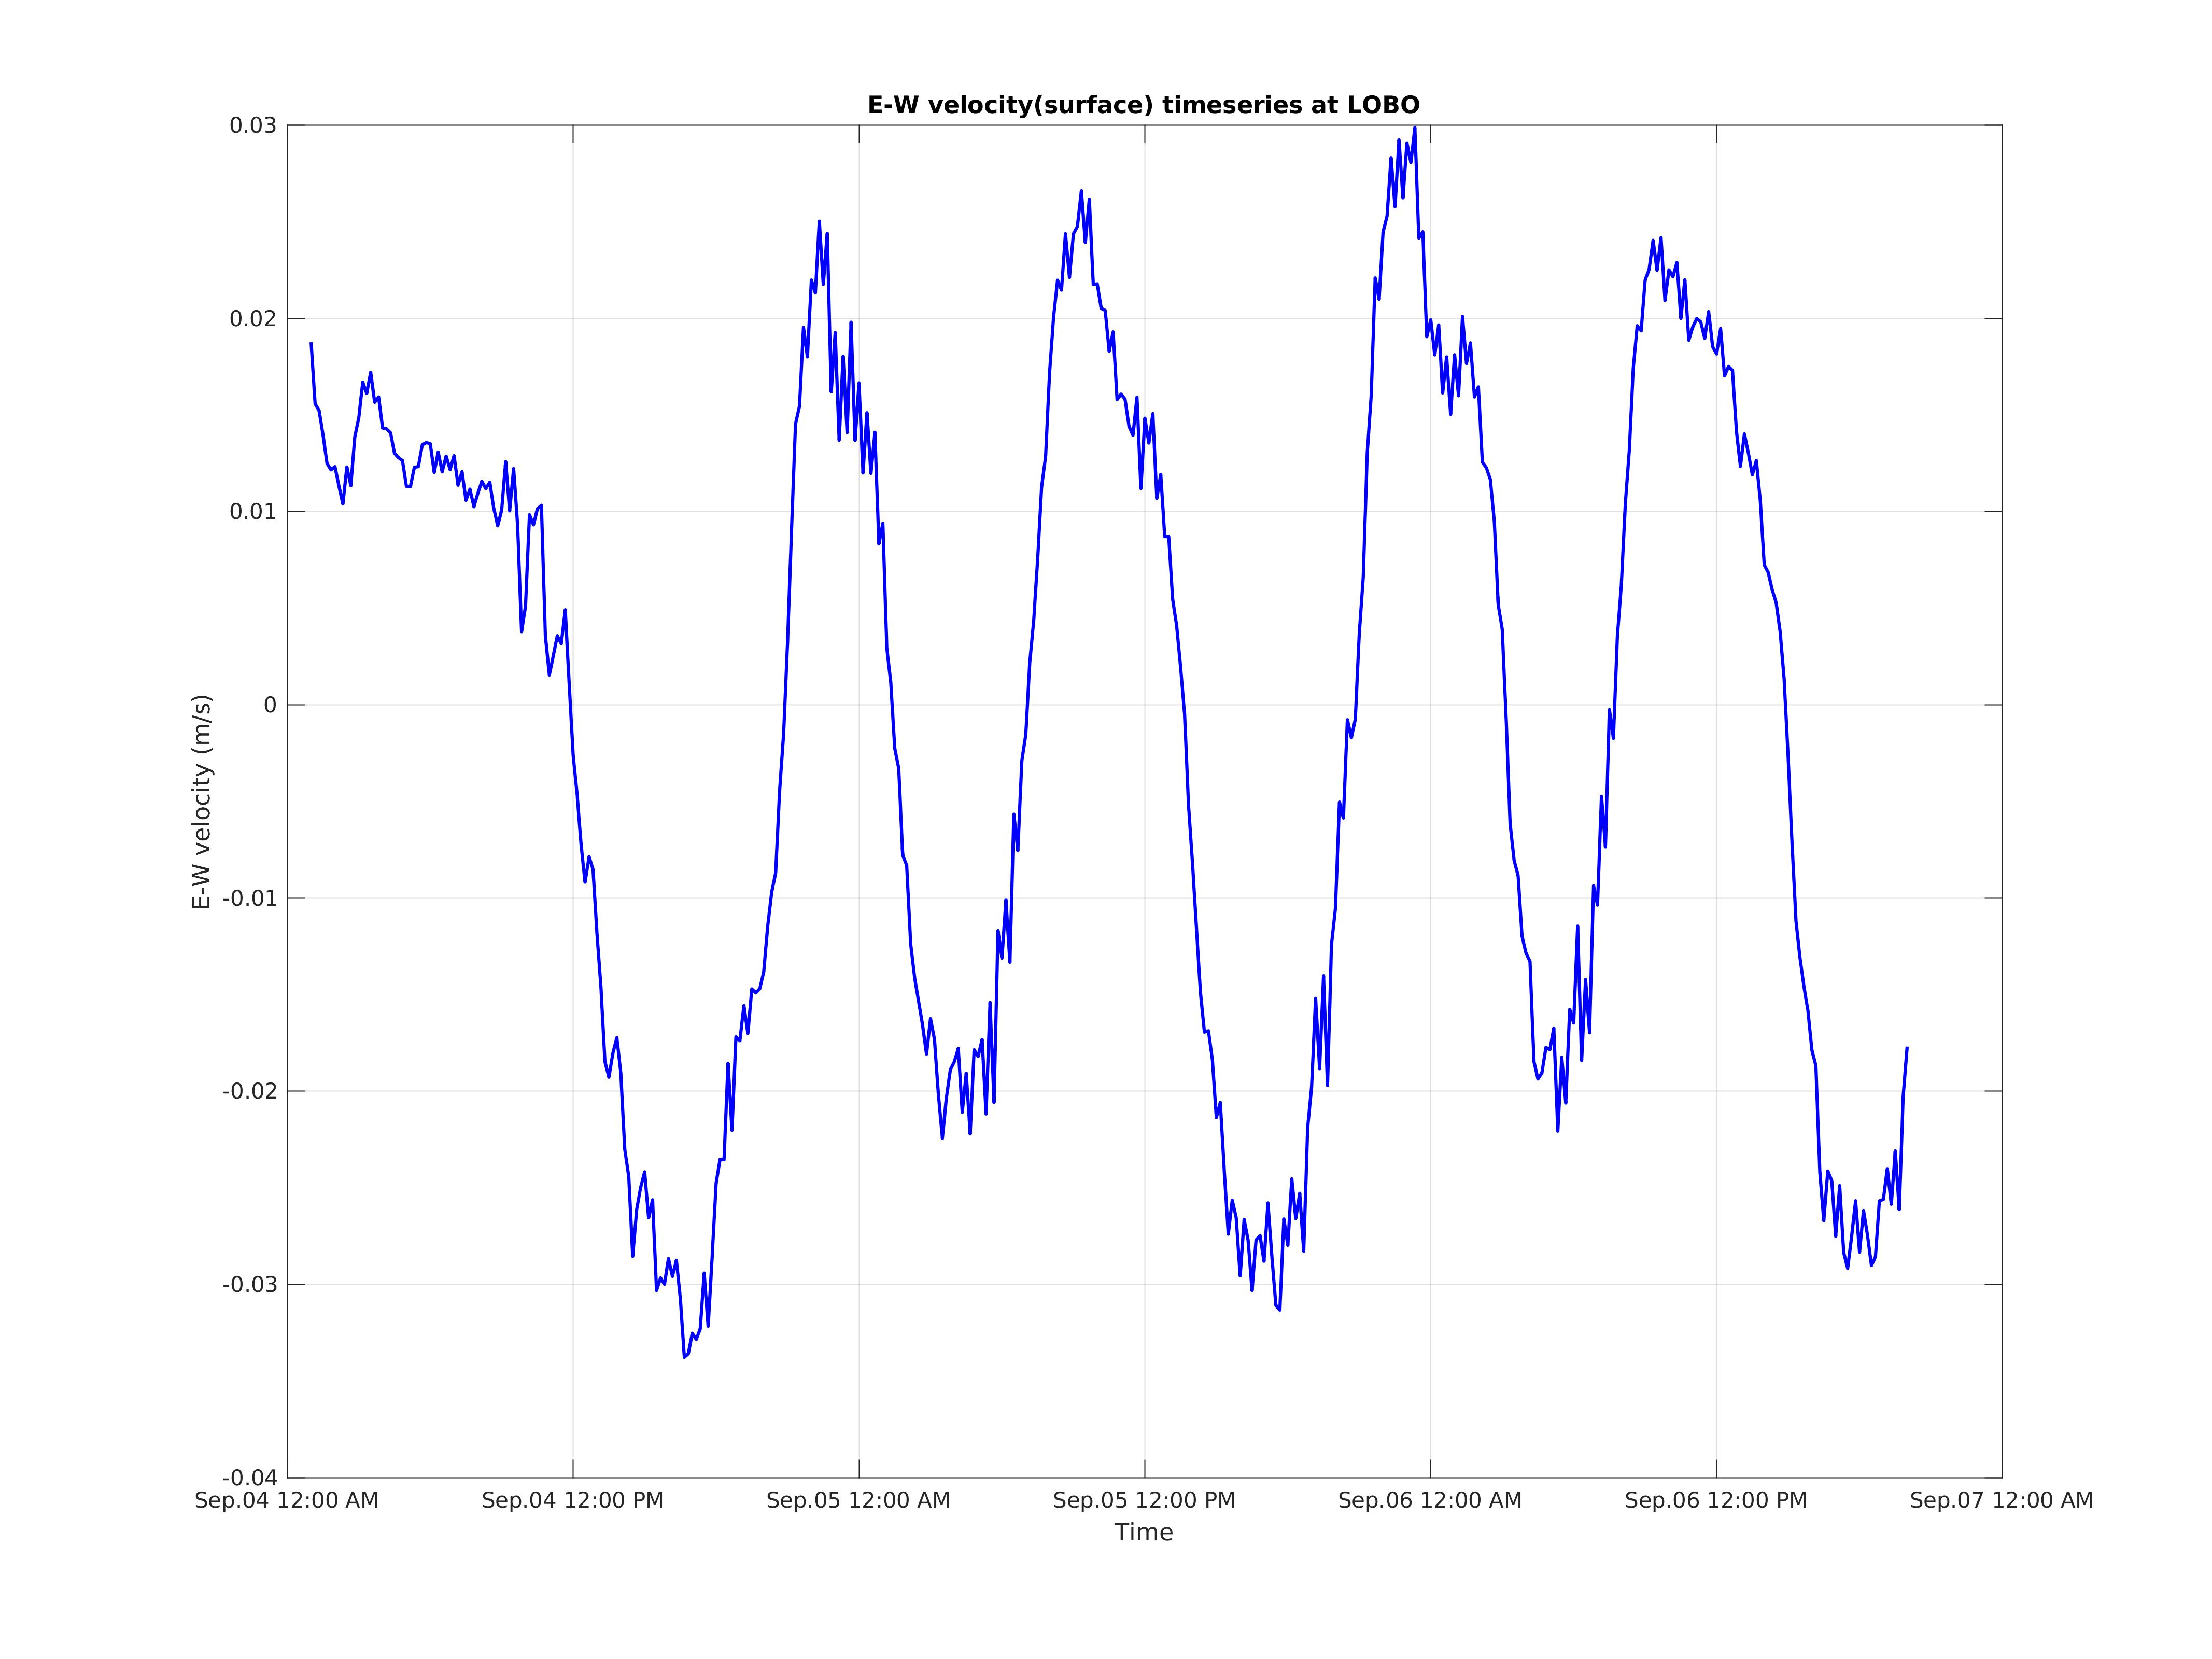 E-W velocity(surface) timeseries at LOBO
0.03
0.02
0.01
0
-0.01
-0.02
-0.03
-0.04
E-W velocity (m/s)
Sep.04 12:00 AM Sep.04 12:00 PM Sep.05 12:00 AM Sep.05 12:00 PM Sep.06 12:00 AM Sep.06 12:00 PM Sep.07 12:00 AM
Time